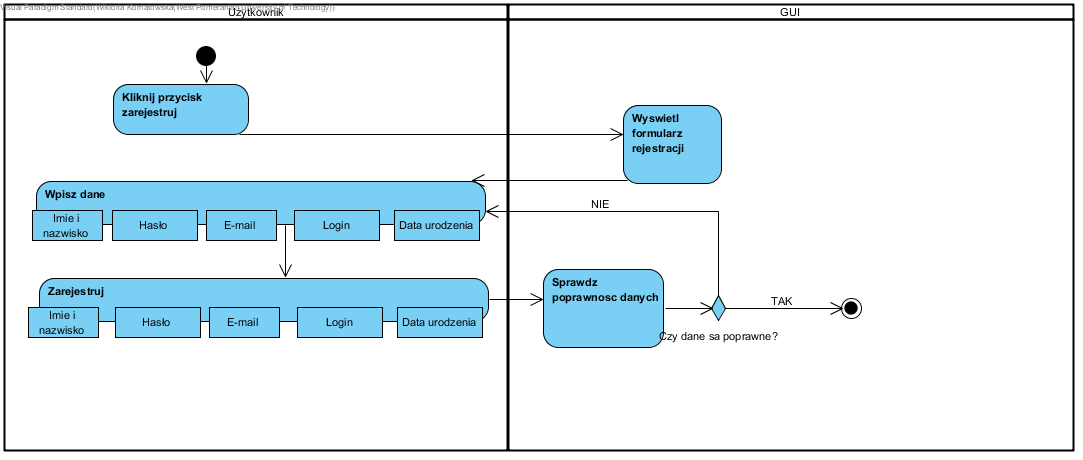 Visual Paradigm Standard(Wiktoria Kornatowska(West Pomeranian University of Technology))
Użytkownik
GUI
Kliknij przycisk
zarejestruj
Wyswietl
formularz
rejestracji
Wpisz dane
Imie i
nazwisko
Hasło
E-mail
Login
Data urodzenia
NIE
Zarejestruj
Imie i
nazwisko
Hasło
E-mail
Login
Data urodzenia
Sprawdz
poprawnosc danych
TAK
Czy dane sa poprawne?